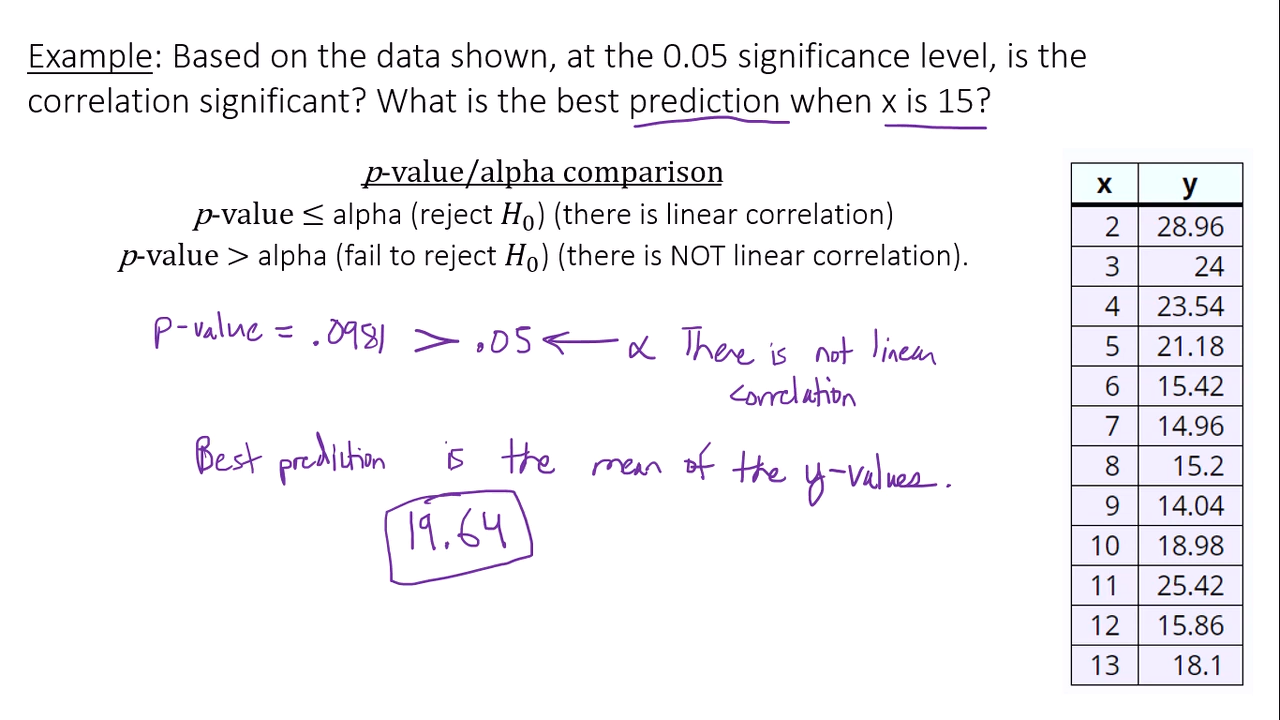 Example: Based on the data shown, at the 0.05 significance level, is the
correlation significant? What is the best prediction when x is 15?
p-value/alpha comparison
p-value ≤ alpha (reject H₀) (there is linear correlation)
p-value > alpha (fail to reject H₀) (there is NOT linear correlation).
P-value = .0981 > .05 ← α There is not linear
correlation
Best prediction is the mean of the y-values.
19.64
x y
2 28.96
3 24
4 23.54
5 21.18
6 15.42
7 14.96
8 15.2
9 14.04
10 18.98
11 25.42
12 15.86
13 18.1